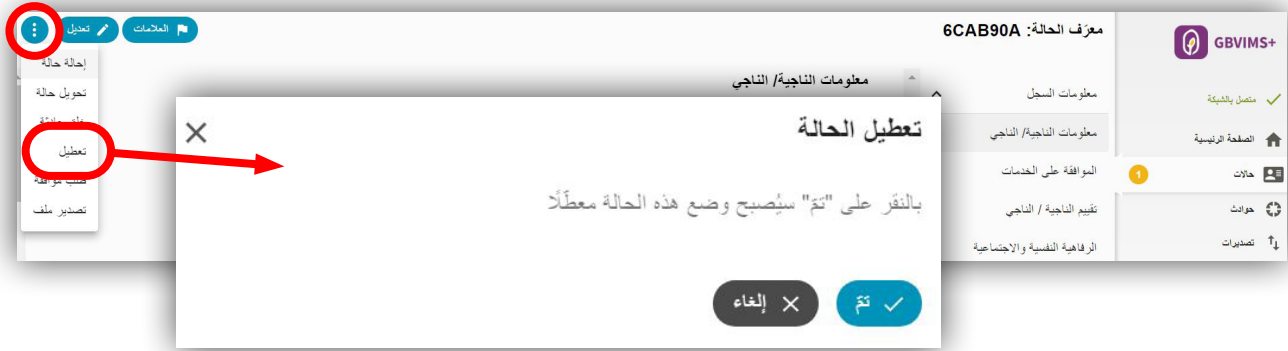 GBVIMS+
متصل بالشبكة
الصفحة الرئيسية
حالات
1
حوادث
تصديرات
معرّف الحالة: 6CAB90A
معلومات السجل
معلومات الناجية/ الناجي
الموافقة على الخدمات
تقييم الناجية / الناجي
الرفاهية النفسية والاجتماعية
العلامات
تعديل
معلومات الناجية/ الناجي
إحالة حالة
تحويل حالة
تعطيل
طلب موافقة
تصدير ملف
تعطيل الحالة
بالنقر على "تمّ" سيُصبح وضع هذه الحالة معطّلًا
تمّ
إلغاء